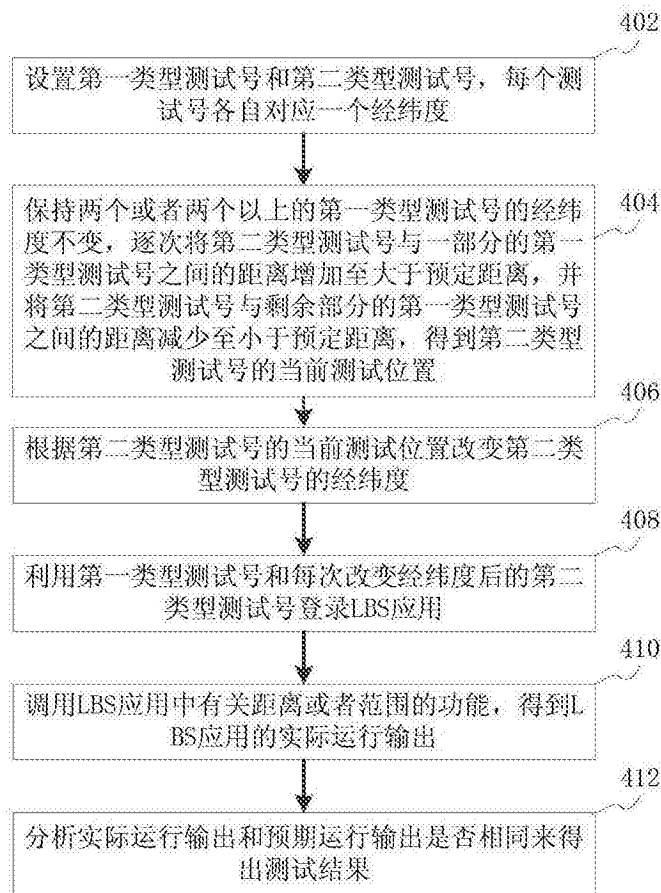 402
设置第一类型测试号和第二类型测试号，每个测
试号各自对应一个经纬度
404
保持两个或者两个以上的第一类型测试号的经纬
度不变，逐次将第二类型测试号与一部分的第一
类型测试号之间的距离增加至大于预定距离，并
将第二类型测试号与剩余部分的第一类型测试号
之间的距离减少至小于预定距离，得到第二类型
测试号的当前测试位置
406
根据第二类型测试号的当前测试位置改变第二类
型测试号的经纬度
408
利用第一类型测试号和每次改变经纬度后的第二
类型测试号登录LBS应用
410
调用LBS应用中有关距离或者范围的功能，得到L
BS应用的实际运行输出
412
分析实际运行输出和预期运行输出是否相同来得
出测试结果